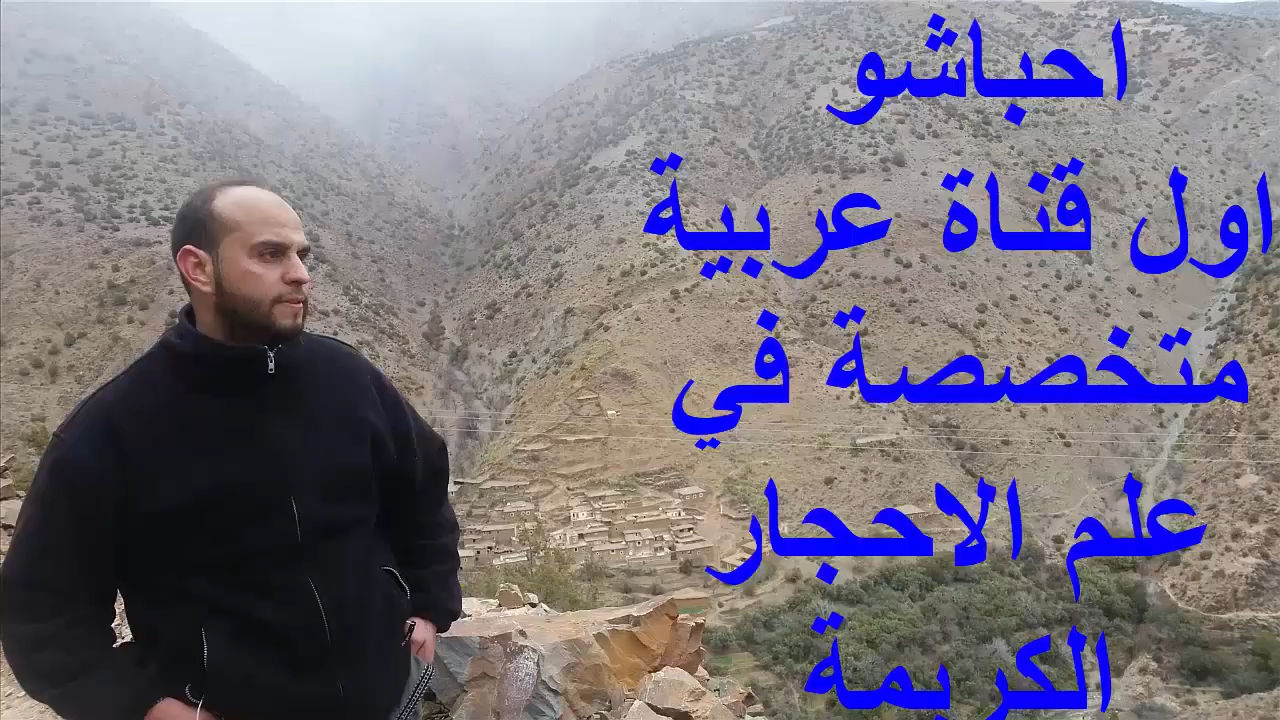 احباشو
اول قناة عربية
متخصصة في
علم الاحجار
الكريمة